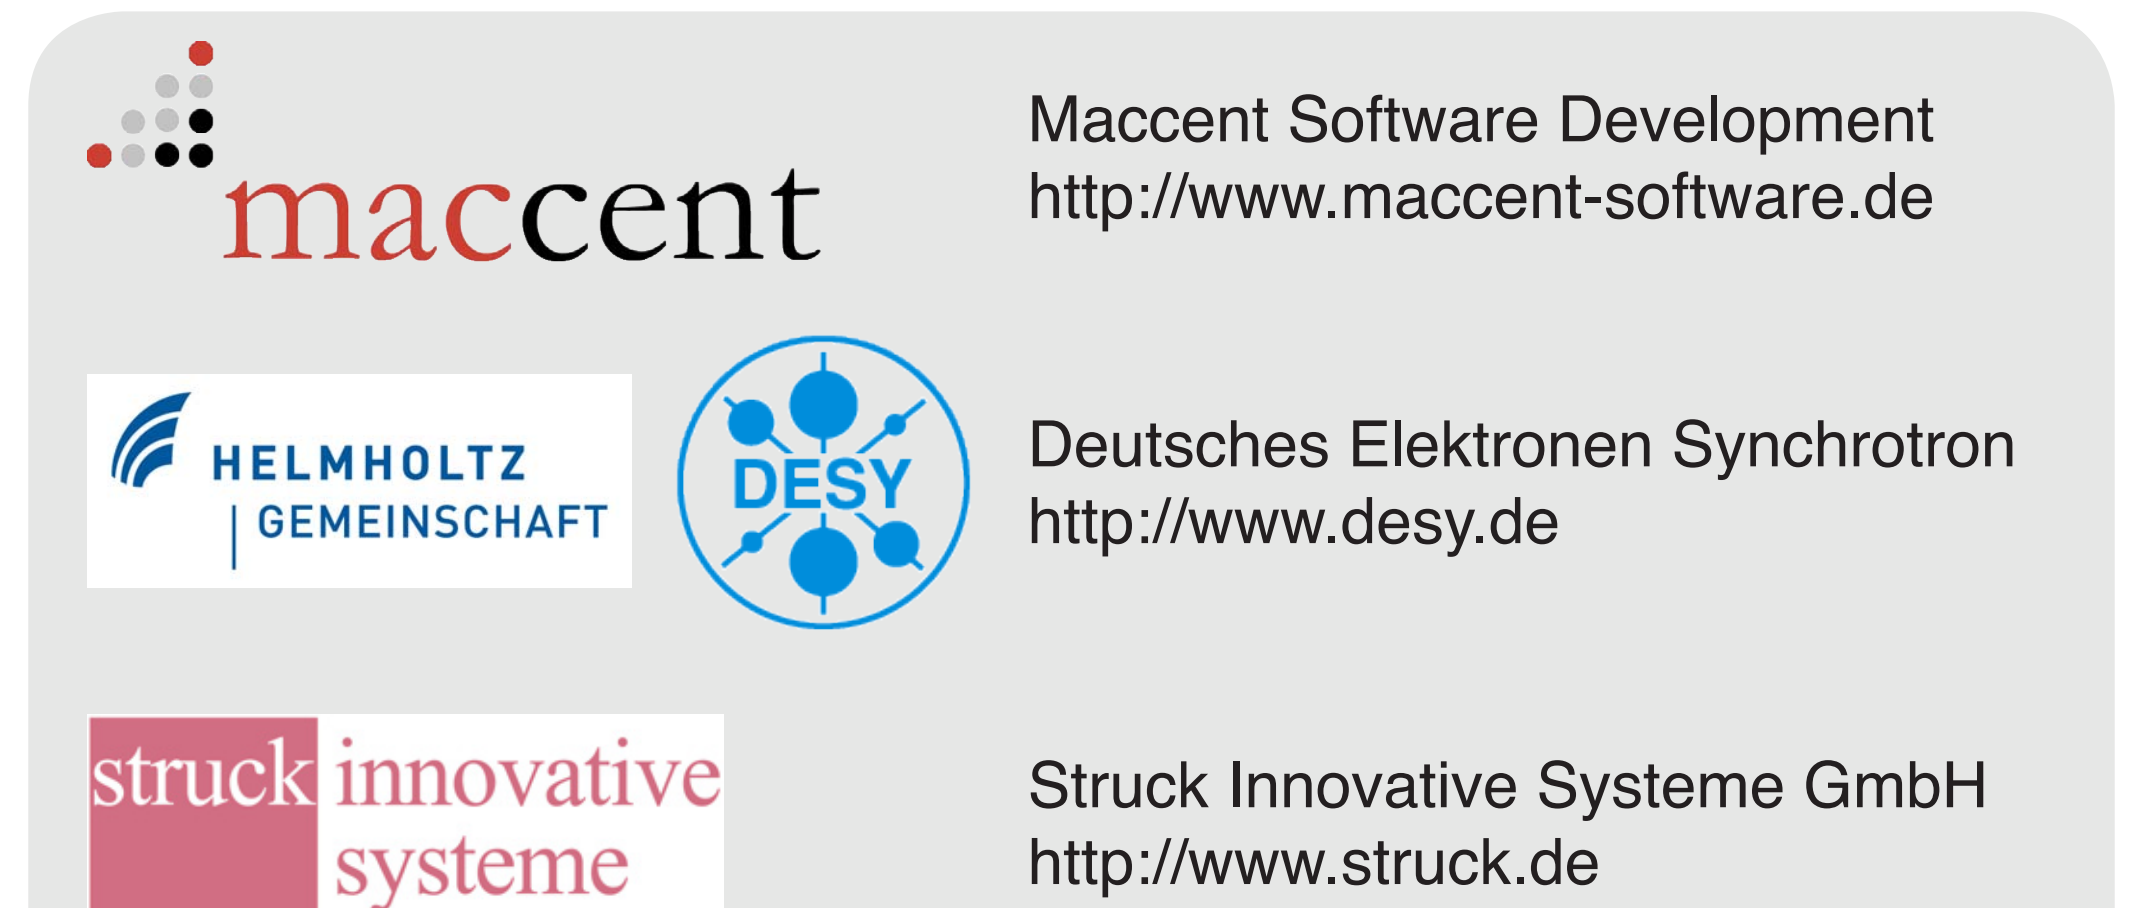 maccent
Maccent Software Development
http://www.maccent-software.de
HELMHOLTZ
GEMEINSCHAFT
DESY
Deutsches Elektronen Synchrotron
http://www.desy.de
struck innovative
systeme
Struck Innovative Systeme GmbH
http://www.struck.de